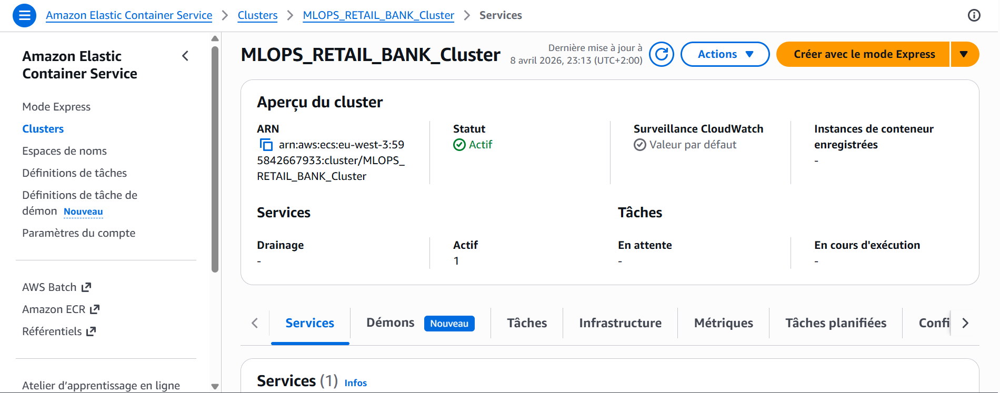 Amazon Elastic Container Service > Clusters > MLOPS_RETAIL_BANK_Cluster > Services
Amazon Elastic
Container Service
Mode Express
Clusters
Espaces de noms
Définitions de tâches
Définitions de tâche de
démon Nouveau
Paramètres du compte
AWS Batch
Amazon ECR
Référentiels
Atelier d’apprentissage en ligne
MLOPS_RETAIL_BANK_Cluster
Dernière mise à jour à
8 avril 2026, 23:13 (UTC+2:00)
Actions
Créer avec le mode Express
Aperçu du cluster
ARN
arn:aws:ecs:eu-west-3:59
5842667933:cluster/MLOPS_
RETAIL_BANK_Cluster
Statut
Actif
Surveillance CloudWatch
Valeur par défaut
Instances de conteneur
enregistrées
-
Services
Drainage
-
Actif
1
Tâches
En attente
-
En cours d'exécution
-
Services Démons Nouveau Tâches Infrastructure Métriques Tâches planifiées Confi
Services (1) Infos